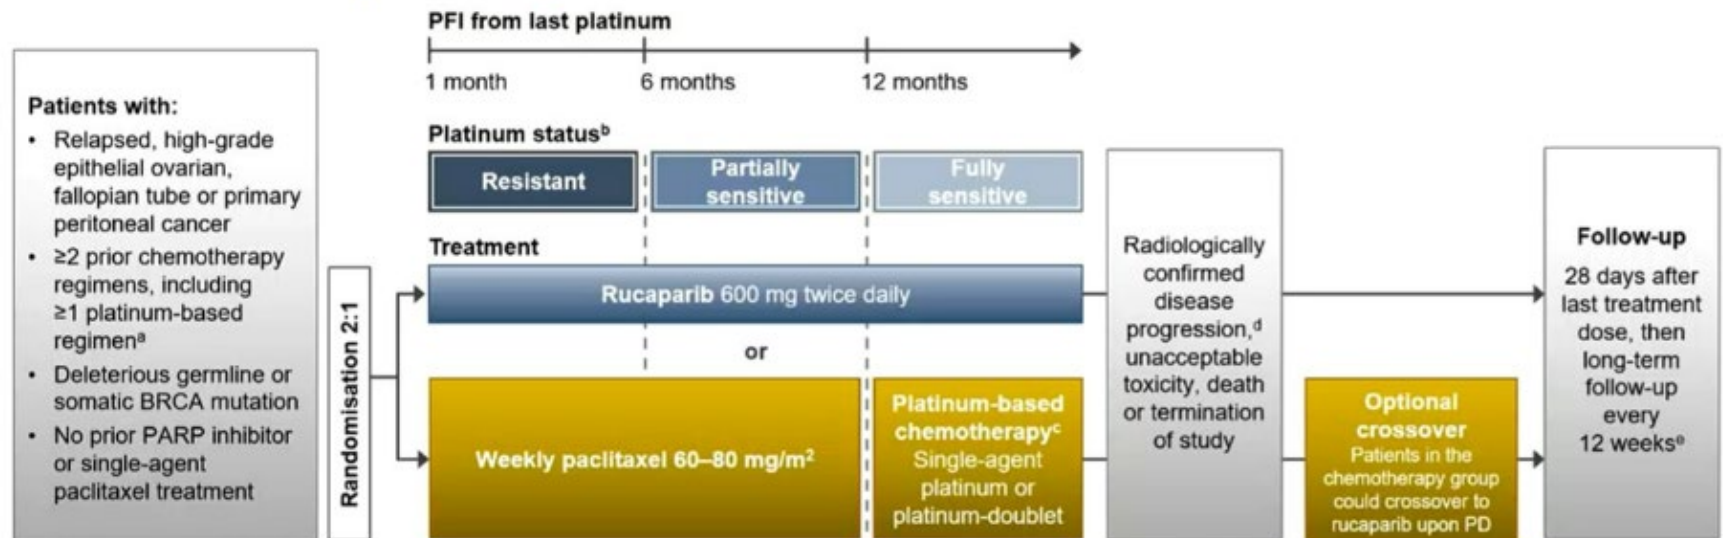 PFI from last platinum
1 month
6 months
12 months
Patients with:
• Relapsed, high-grade
epithelial ovarian,
fallopian tube or primary
peritoneal cancer
• ≥2 prior chemotherapy
regimens, including
≥1 platinum-based
regimenᵃ
• Deleterious germline or
somatic BRCA mutation
• No prior PARP inhibitor
or single-agent
paclitaxel treatment
Randomisation 2:1
Platinum statusᵇ
Resistant
Partially
sensitive
Fully
sensitive
Treatment
Rucaparib 600 mg twice daily
or
Weekly paclitaxel 60–80 mg/m²
Platinum-based
chemotherapyᶜ
Single-agent
platinum or
platinum-doublet
Radiologically
confirmed
disease
progression,ᵈ
unacceptable
toxicity, death
or termination
of study
Optional
crossover
Patients in the
chemotherapy group
could crossover to
rucaparib upon PD
Follow-up
28 days after
last treatment
dose, then
long-term
follow-up
every
12 weeksᵉ